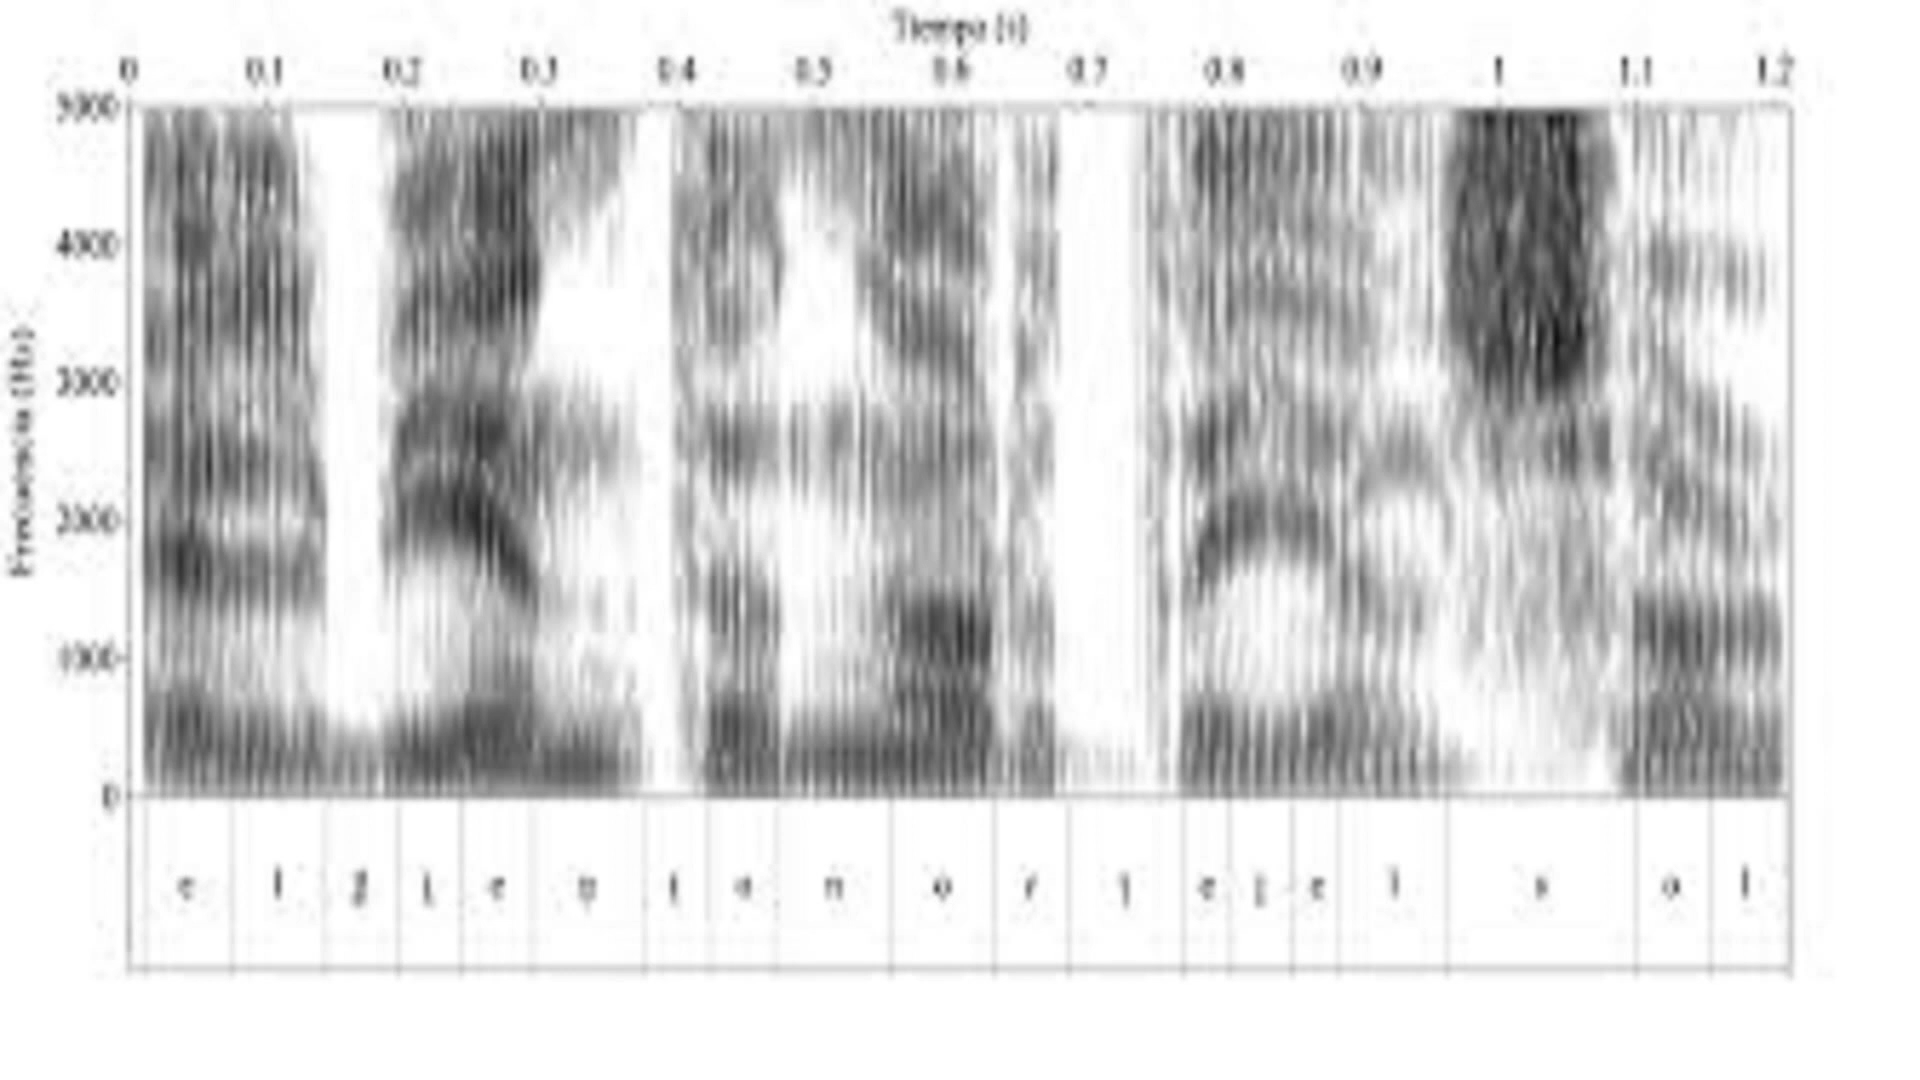 Tiempo (s)
0 0.1 0.2 0.3 0.4 0.5 0.6 0.7 0.8 0.9 1 1.1 1.2
5000
4000
3000
2000
1000
0
Frecuencia (Hz)
e l j e n o r e e s o l